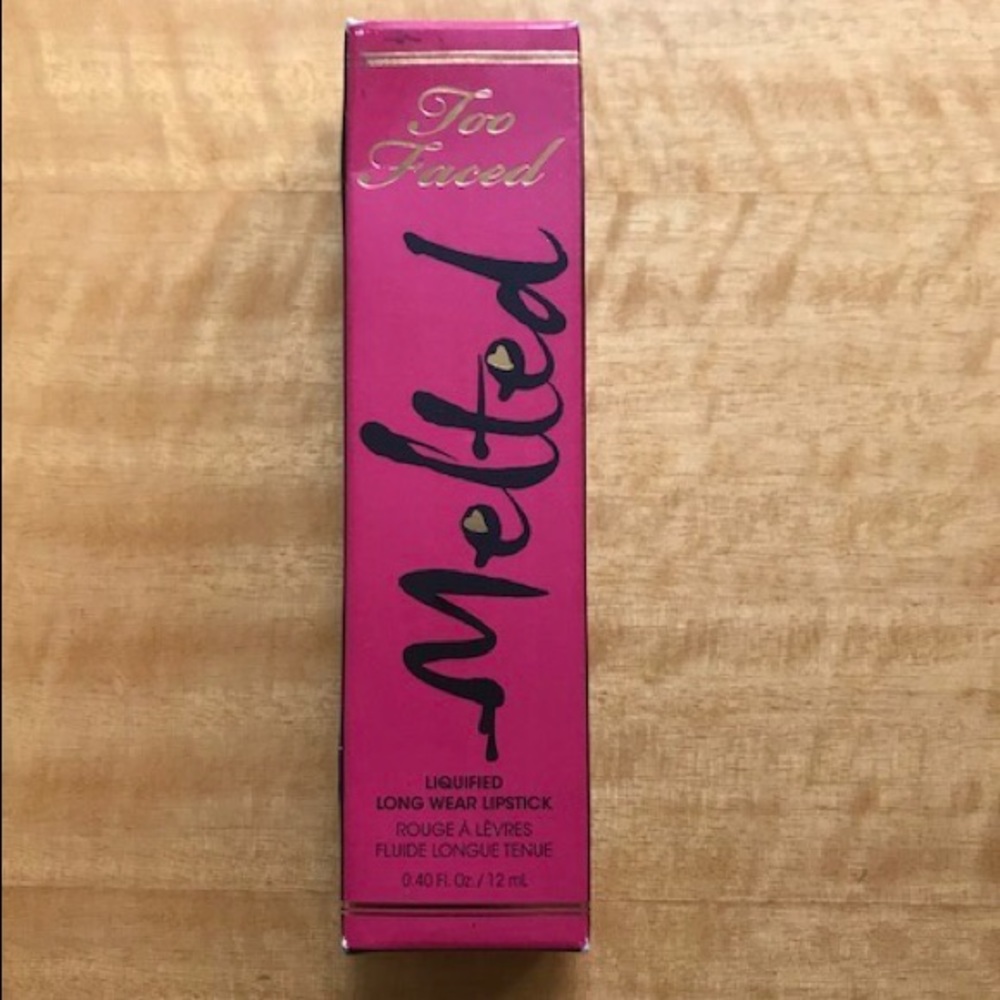 Too
Faced
Melted
LIQUIFIED
LONG WEAR LIPSTICK
ROUGE À LÈVRES
FLUIDE LONGUE TENUE
0.40 Fl. Oz. / 12 mL